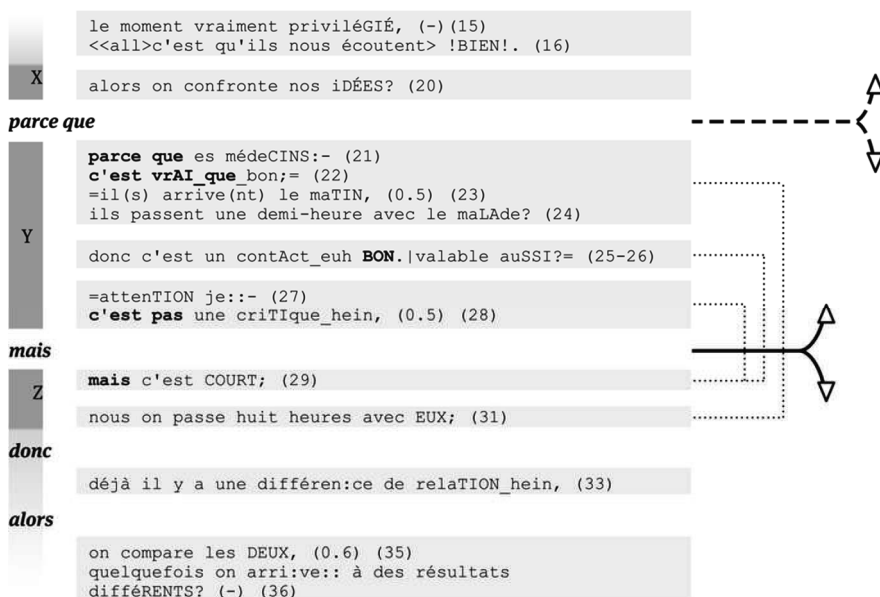 le moment vraiment priviléGIÉ, (-)(15)
<<all>c'est qu'ils nous écoutent> !BIEN!. (16)
X
alors on confronte nos iDÉES? (20)
parce que
parce que es médeCINS:- (21)
c'est vrAI_que_bon;= (22)
=il(s) arrive(nt) le maTIN, (0.5) (23)
ils passent une demi-heure avec le maLAde? (24)
Y
donc c'est un contAct_euh BON.|valable auSSI?= (25-26)
=attenTION je::- (27)
c'est pas une criTIque_hein, (0.5) (28)
mais
mais c'est COURT; (29)
Z
nous on passe huit heures avec EUX; (31)
donc
déjà il y a une différen:ce de relaTION_hein, (33)
alors
on compare les DEUX, (0.6) (35)
quelquefois on arri:ve:: à des résultats
difféRENTS? (-) (36)